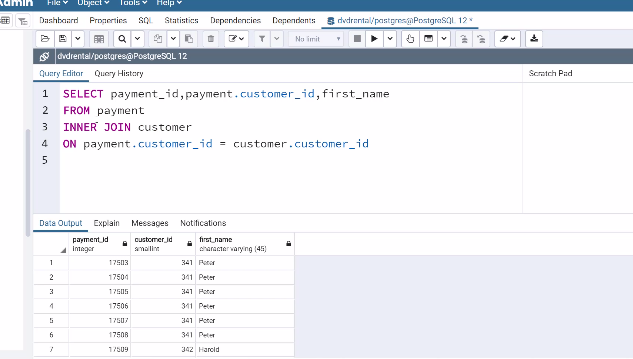 Admin File Object Tools Help
Dashboard Properties SQL Statistics Dependencies Dependents dvdrental/postgres@PostgreSQL 12 *
No limit
dvdrental/postgres@PostgreSQL 12
Query Editor Query History Scratch Pad
1 SELECT payment_id,payment.customer_id,first_name
2 FROM payment
3 INNER JOIN customer
4 ON payment.customer_id = customer.customer_id
5
Data Output Explain Messages Notifications
payment_id customer_id first_name
integer smallint character varying (45)
1 17503 341 Peter
2 17504 341 Peter
3 17505 341 Peter
4 17506 341 Peter
5 17507 341 Peter
6 17508 341 Peter
7 17509 342 Harold